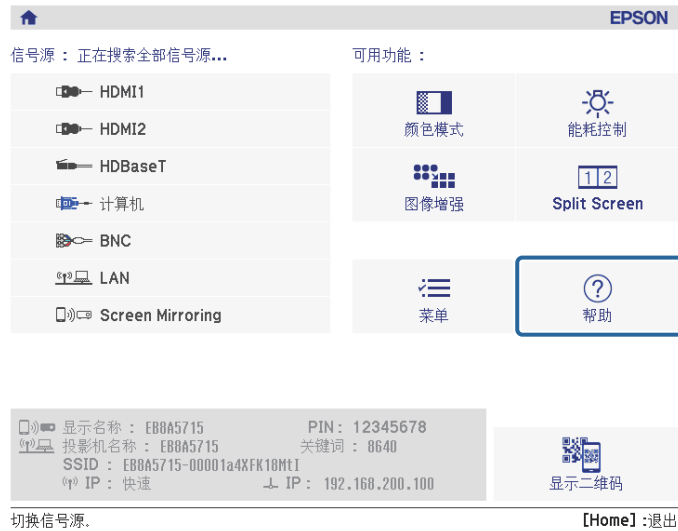 EPSON
信号源 : 正在搜索全部信号源...
HDMI1
HDMI2
HDBaseT
计算机
BNC
LAN
Screen Mirroring
可用功能 :
颜色模式
能耗控制
图像增强
1 2
Split Screen
菜单
?
帮助
显示名称 : EB8A5715 PIN : 12345678
投影机名称 : EB8A5715 关键词 : 8640
SSID : EB8A5715-00001a4XFK18MtI
IP : 快速 IP : 192.168.200.100
显示二维码
切换信号源. [Home] :退出